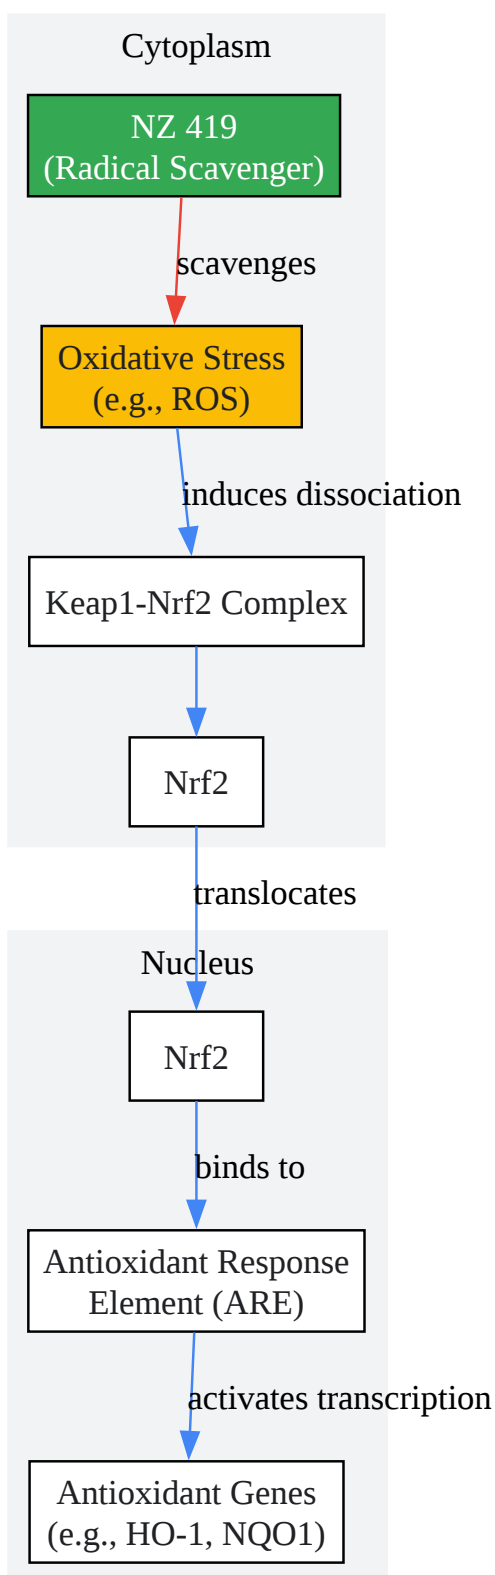 Cytoplasm
NZ 419
(Radical Scavenger)
scavenges
Oxidative Stress
(e.g., ROS)
induces dissociation
Keap1-Nrf2 Complex
Nrf2
translocates
Nucleus
Nrf2
binds to
Antioxidant Response
Element (ARE)
activates transcription
Antioxidant Genes
(e.g., HO-1, NQO1)